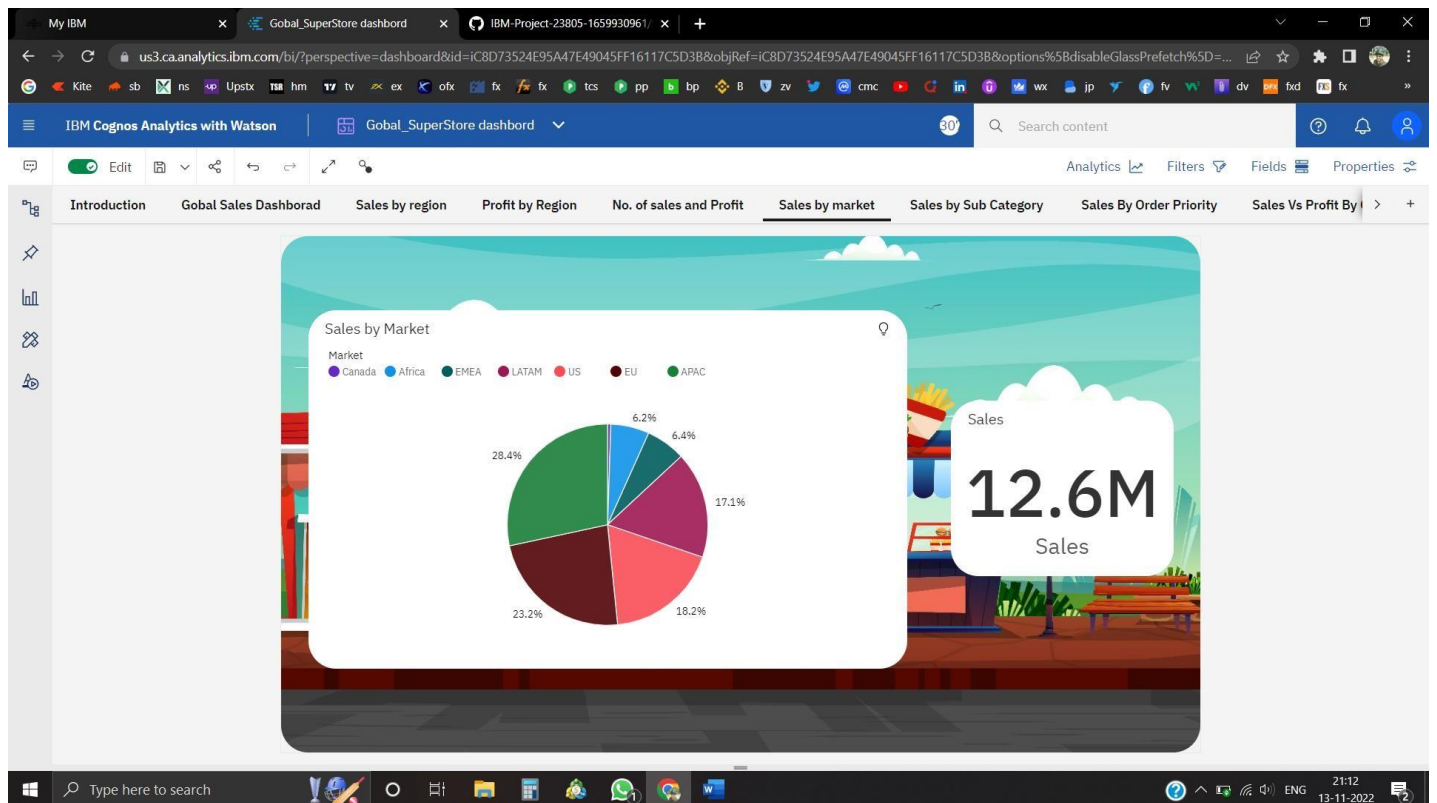 My IBM
Gobal_SuperStore dashbord
IBM-Project-23805-1659930961/
us3.ca.analytics.ibm.com/bi/?perspective=dashboard&id=iC8D73524E95A47E49045FF16117C5D3B&objRef=iC8D73524E95A47E49045FF16117C5D3B&options%5BdisableGlassPrefetch%5D=...
Kite sb ns Upstx hm tv ex ofx fx fx tcs pp bp B zv cmc wx jp fv dv fxd fx »
IBM Cognos Analytics with Watson
Gobal_SuperStore dashbord
Search content
Edit
Analytics Filters Fields Properties
Introduction Gobal Sales Dashborad Sales by region Profit by Region No. of sales and Profit Sales by market Sales by Sub Category Sales By Order Priority Sales Vs Profit By
Sales by Market
Market
Canada Africa EMEA LATAM US EU APAC
6.2%
6.4%
28.4%
17.1%
23.2%
18.2%
Sales
12.6M
Sales
Type here to search
ENG
21:12
13-11-2022